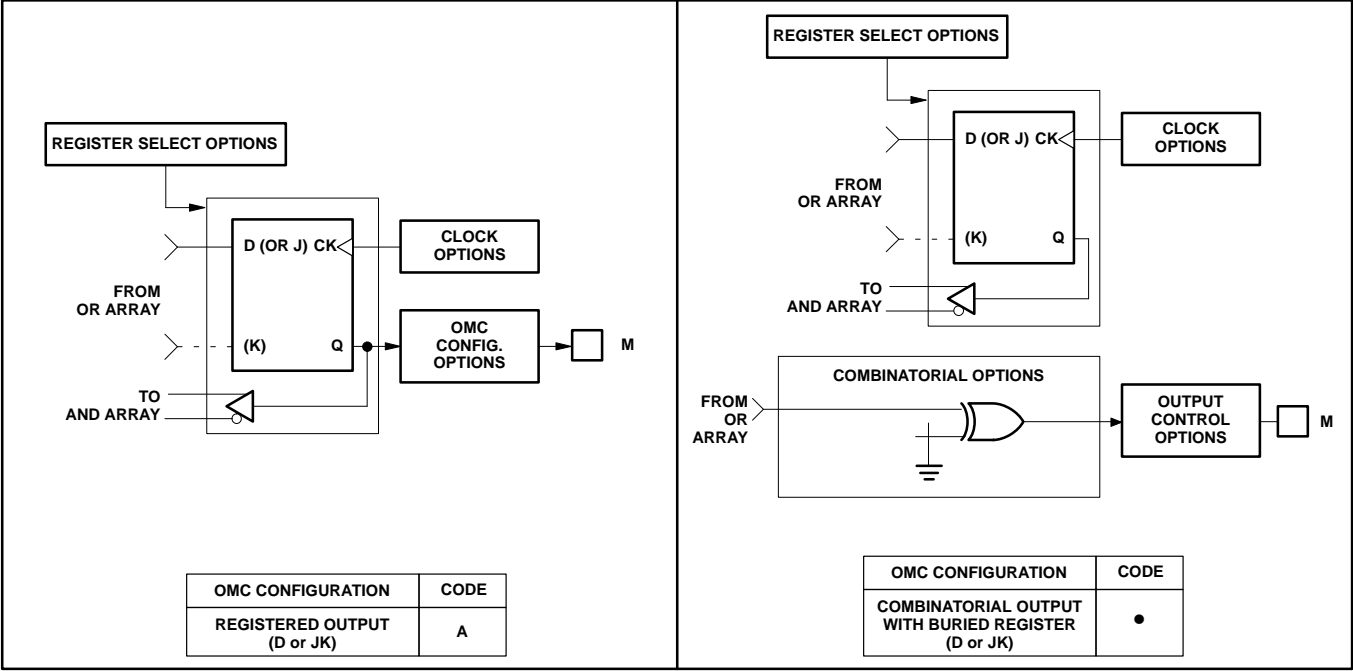 REGISTER SELECT OPTIONS
D (OR J) CK
CLOCK
OPTIONS
FROM
OR ARRAY
(K)
Q
OMC
CONFIG.
OPTIONS
M
TO
AND ARRAY
OMC CONFIGURATION CODE
REGISTERED OUTPUT
(D or JK)
A
REGISTER SELECT OPTIONS
D (OR J) CK
CLOCK
OPTIONS
FROM
OR ARRAY
(K)
Q
TO
AND ARRAY
COMBINATORIAL OPTIONS
FROM
OR
ARRAY
OUTPUT
CONTROL
OPTIONS
M
OMC CONFIGURATION CODE
COMBINATORIAL OUTPUT
WITH BURIED REGISTER
(D or JK)
●